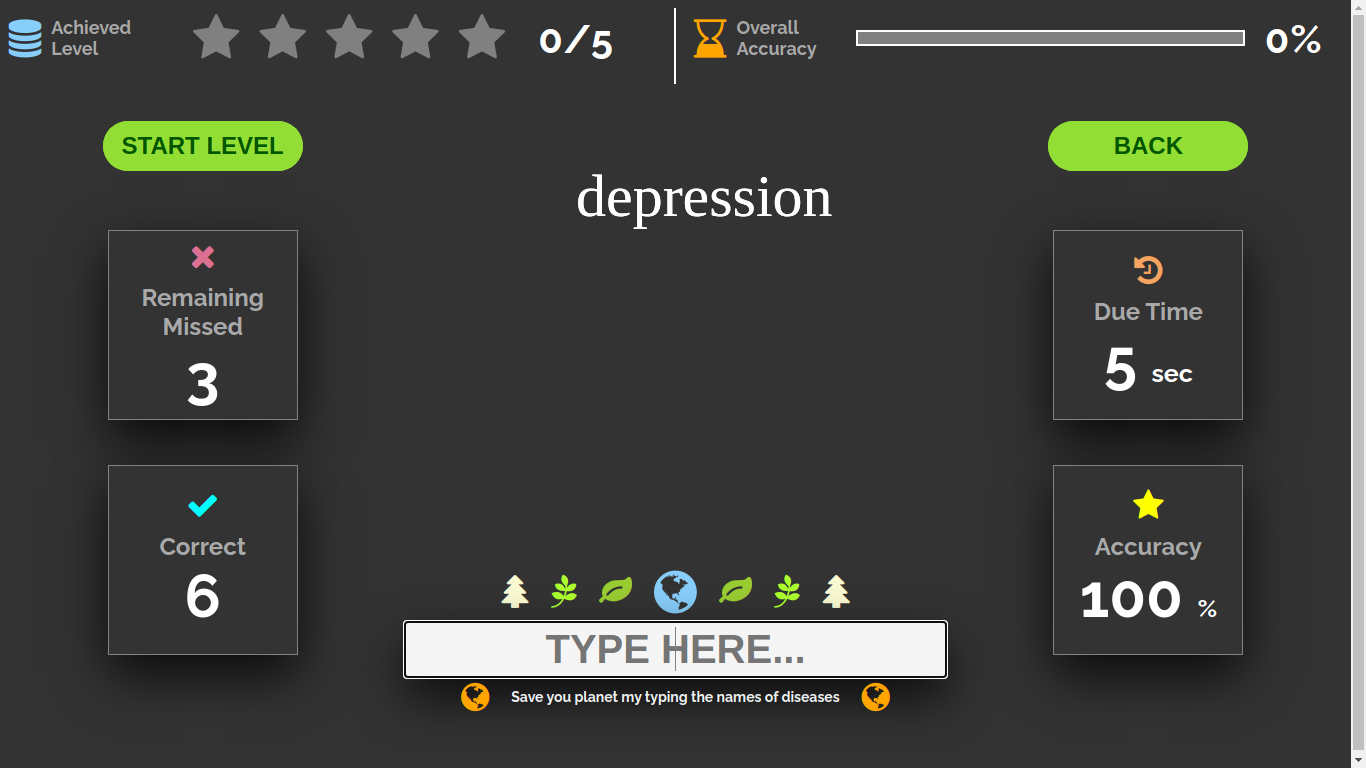 Achieved
Level
0/5
Overall
Accuracy
0%
START LEVEL
BACK
depression
Remaining
Missed
3
Due Time
5 sec
Correct
6
Accuracy
100 %
TYPE HERE...
Save you planet my typing the names of diseases